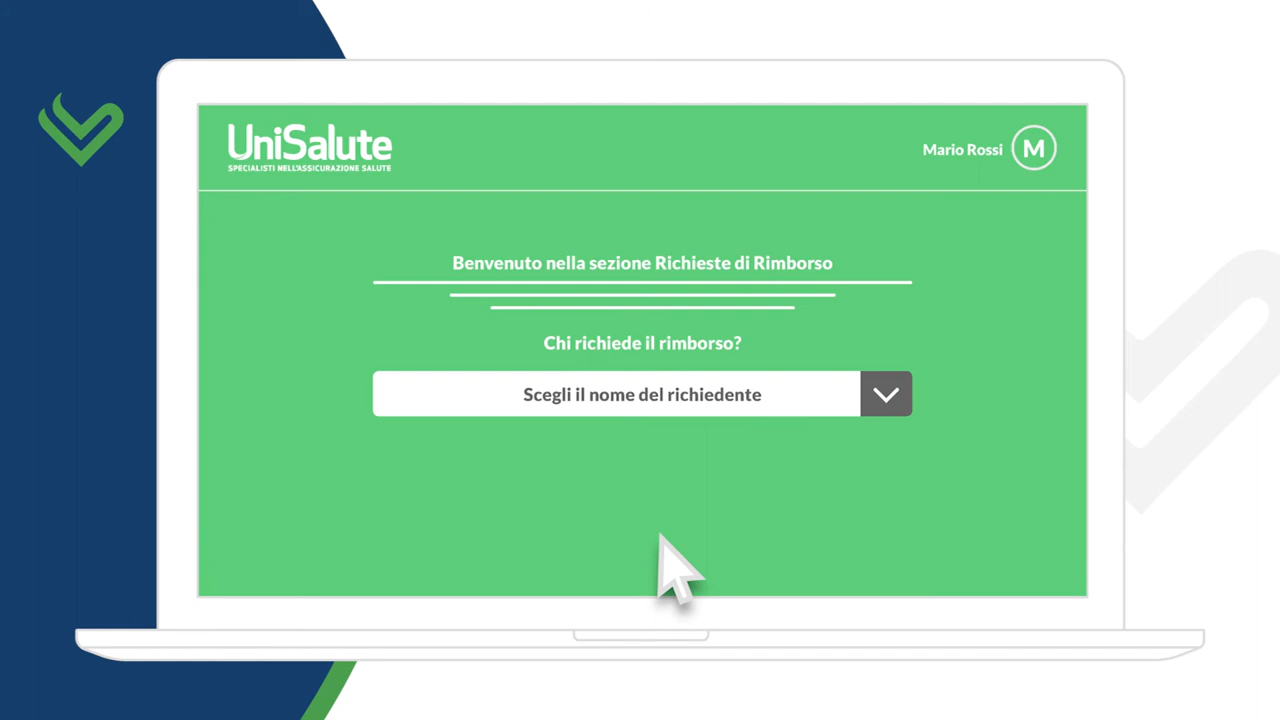 UniSalute
SPECIALISTI NELL'ASSICURAZIONE SALUTE
Mario Rossi
M
Benvenuto nella sezione Richieste di Rimborso
Chi richiede il rimborso?
Scegli il nome del richiedente